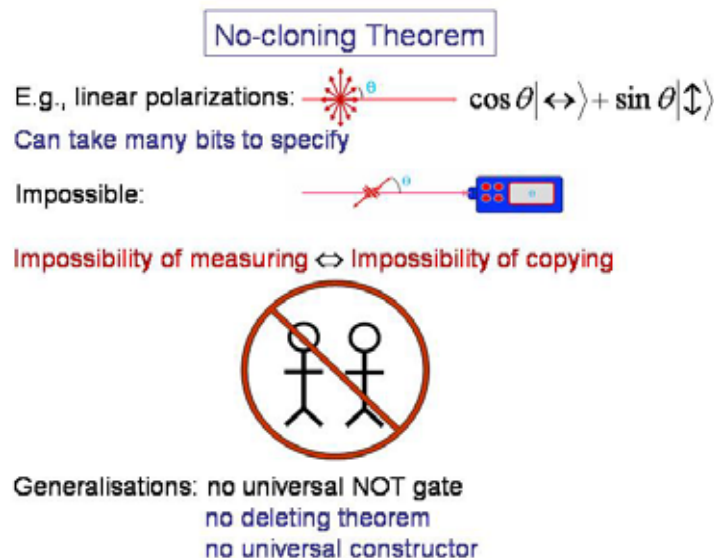 No-cloning Theorem
E.g., linear polarizations: θ cos θ|↔⟩+ sin θ|↕⟩
Can take many bits to specify
Impossible: θ θ
Impossibility of measuring ⇔ Impossibility of copying
Generalisations: no universal NOT gate
no deleting theorem
no universal constructor